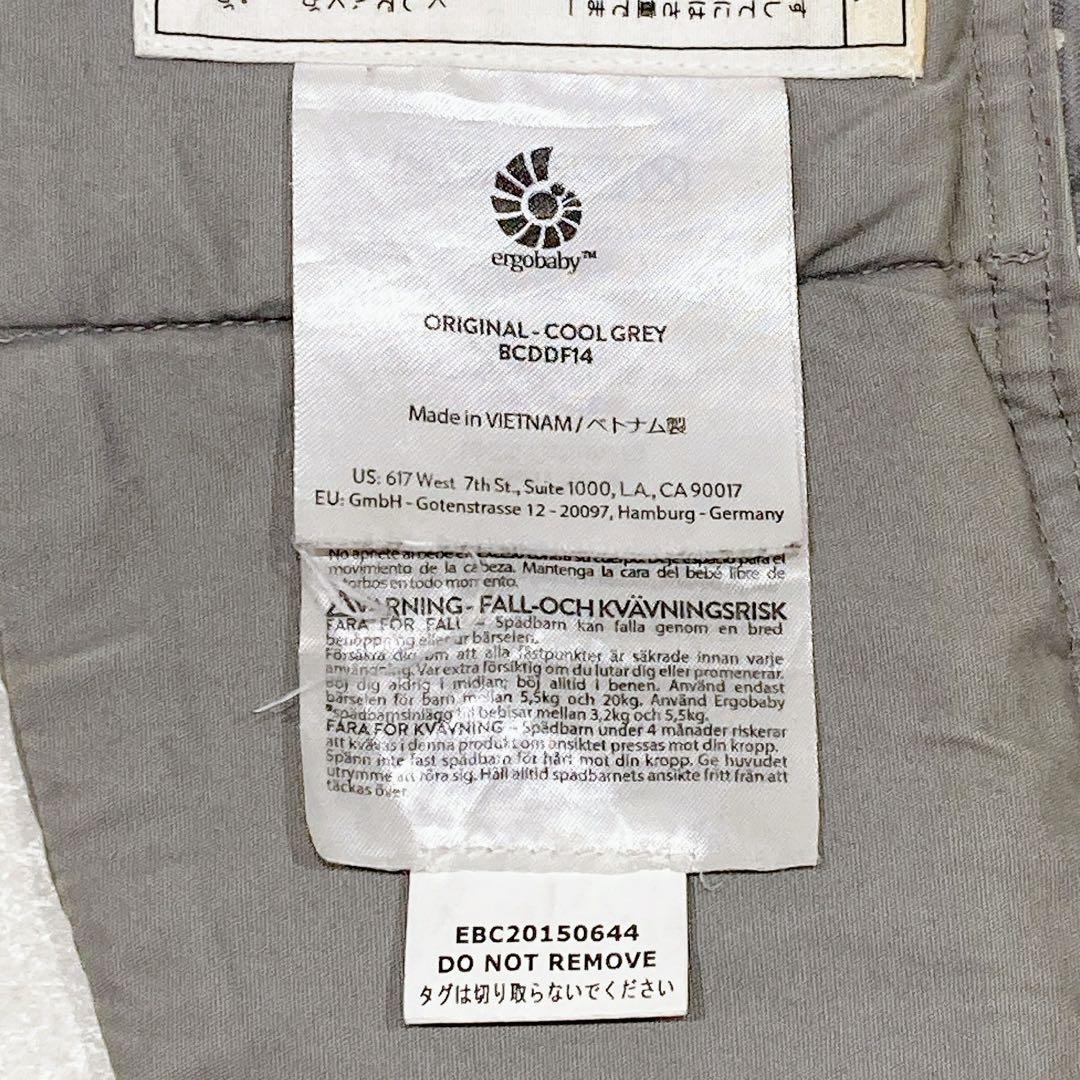 ergobaby™
ORIGINAL - COOL GREY
BCDDF14
Made in VIETNAM / ベトナム製
US: 617 West 7th St., Suite 1000, L.A., CA 90017
EU: GmbH - Gotenstrasse 12 - 20097, Hamburg - Germany
movimiento de la cabeza. Mantenga la cara del bebé libre de
en todo momento.
WARNING - FALL-OCH KVÄVNINGSRISK
FARA FÖR FALL - Spädbarn kan falla genom en bred
benöppning eller ur bärselen.
Försäkra dig om att alla fästpunkter är säkrade innan varje
användning. Var extra försiktig om du lutar dig eller promenerar.
Böj dig aldrig i midjan; böj alltid i benen. Använd endast
bärselen för barn mellan 5,5kg och 20kg. Använd Ergobaby
*spädbarnsinlägg till bebisar mellan 3,2kg och 5,5kg.
FARA FÖR KVÄVNING - Spädbarn under 4 månader riskerar
att kvävas i denna produkt om ansiktet pressas mot din kropp.
Spänn inte fast spädbarn för hårt mot din kropp. Ge huvudet
utrymme att röra sig. Håll alltid spädbarnets ansikte fritt från att
täckas över
EBC20150644
DO NOT REMOVE
タグは切り取らないでください